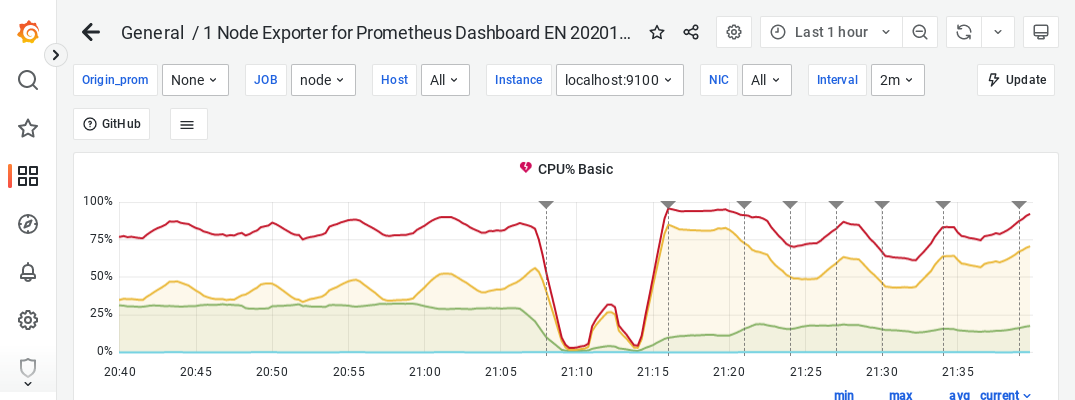 General / 1 Node Exporter for Prometheus Dashboard EN 20201... Last 1 hour
Origin_prom None JOB node Host All Instance localhost:9100 NIC All Interval 2m Update
GitHub
CPU% Basic
100%
75%
50%
25%
0%
20:40 20:45 20:50 20:55 21:00 21:05 21:10 21:15 21:20 21:25 21:30 21:35
min max avg current